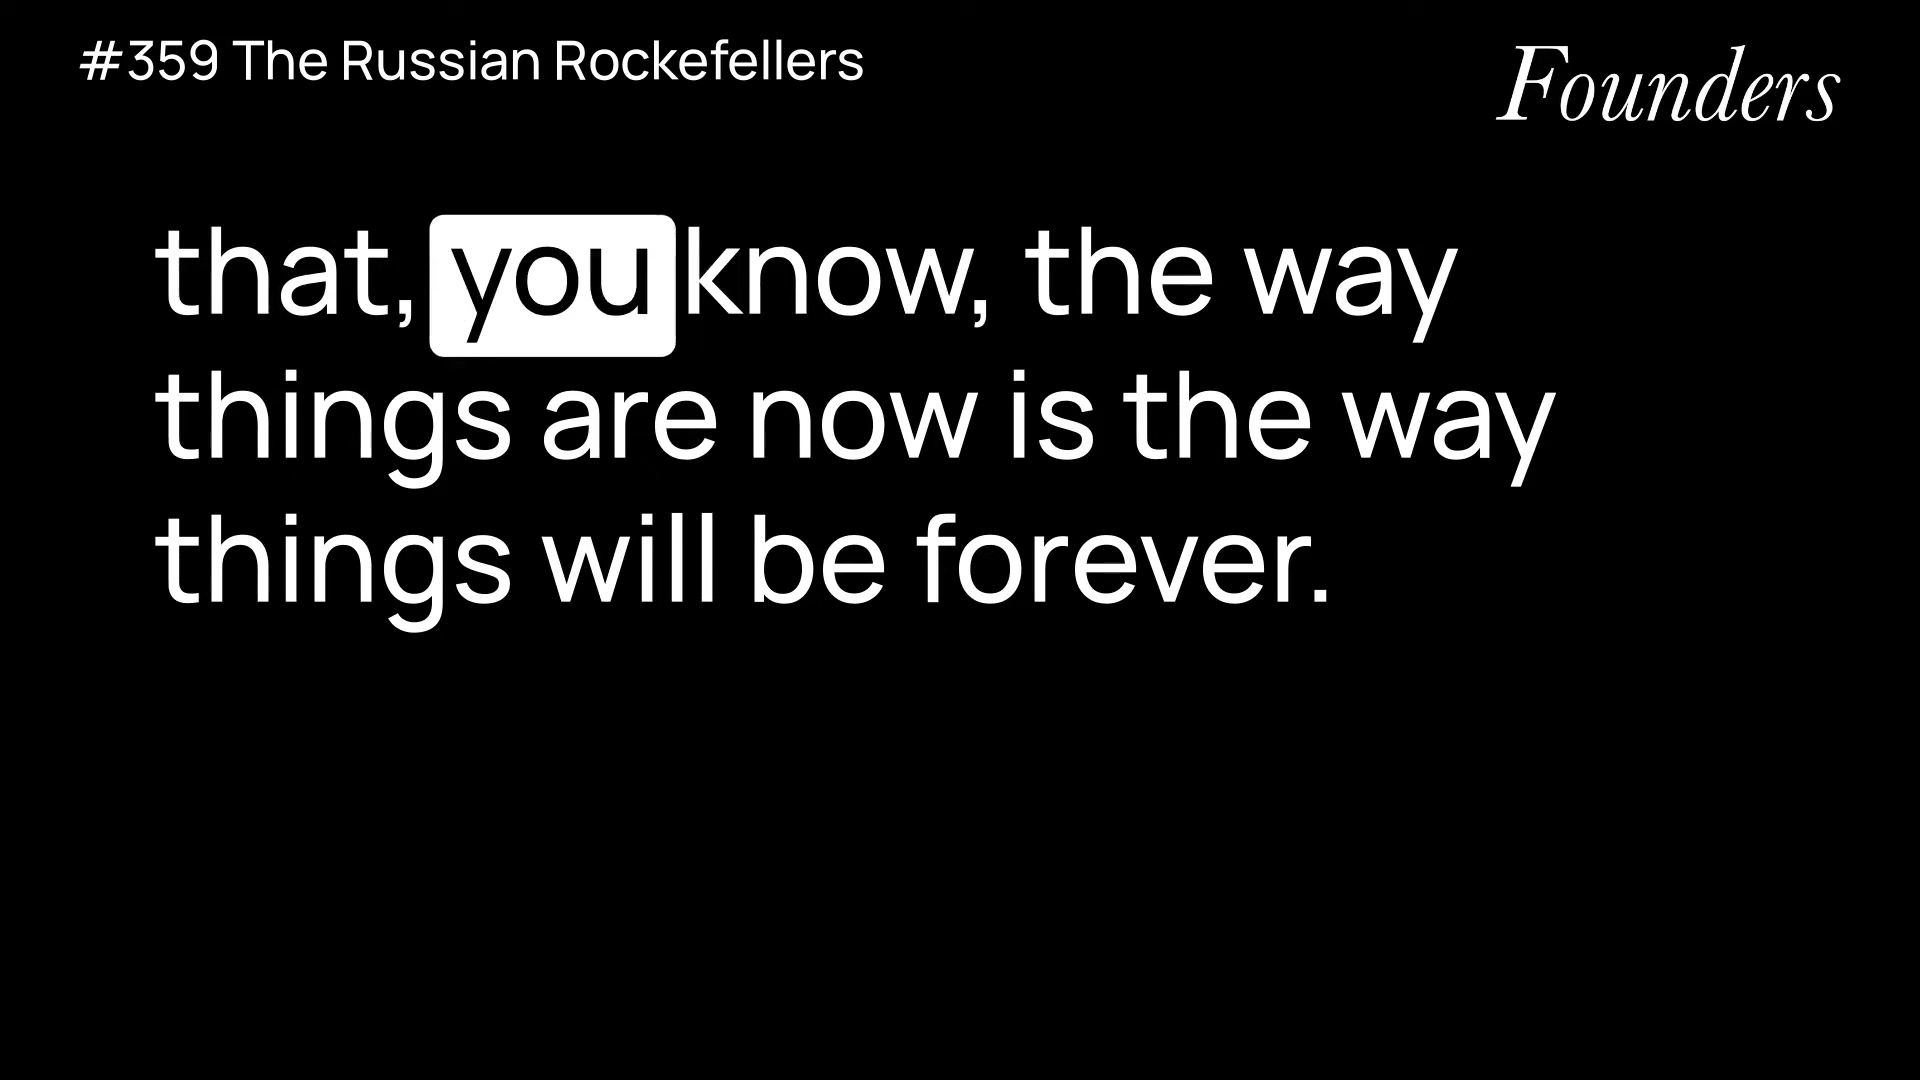 #359 The Russian Rockefellers
Founders
that, you know, the way
things are now is the way
things will be forever.